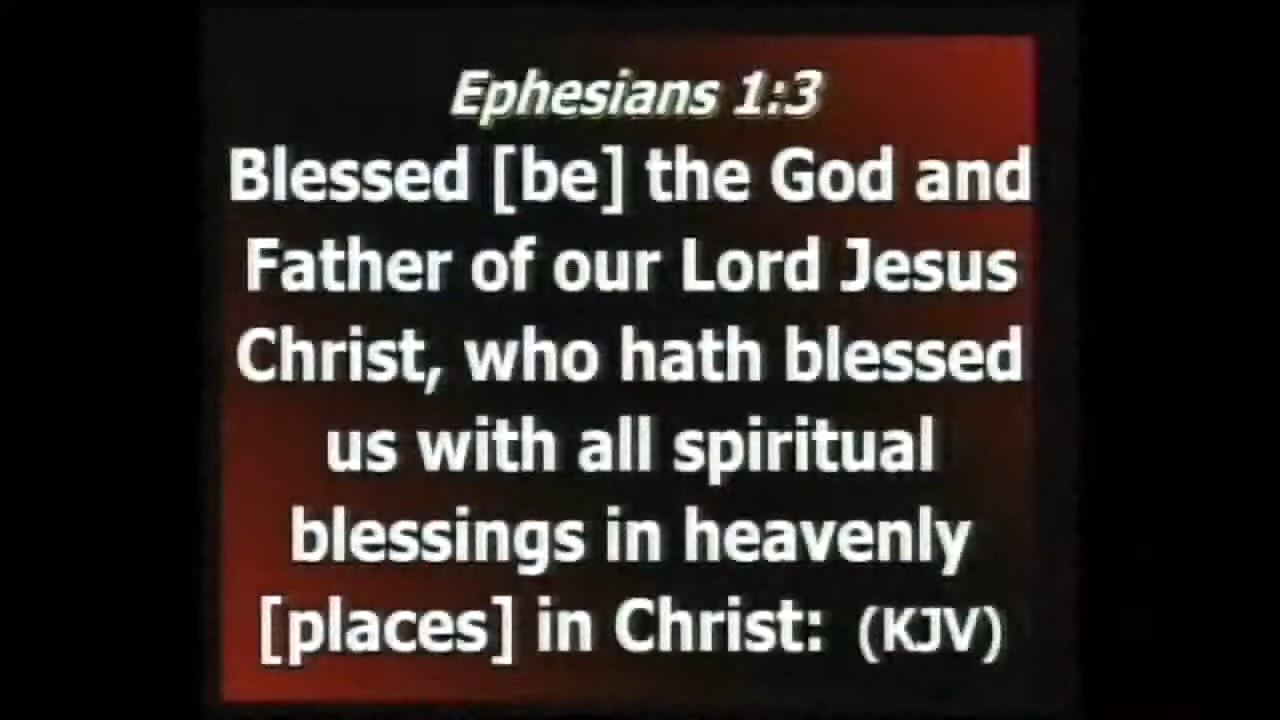 Ephesians 1:3
Blessed [be] the God and
Father of our Lord Jesus
Christ, who hath blessed
us with all spiritual
blessings in heavenly
[places] in Christ: (KJV)